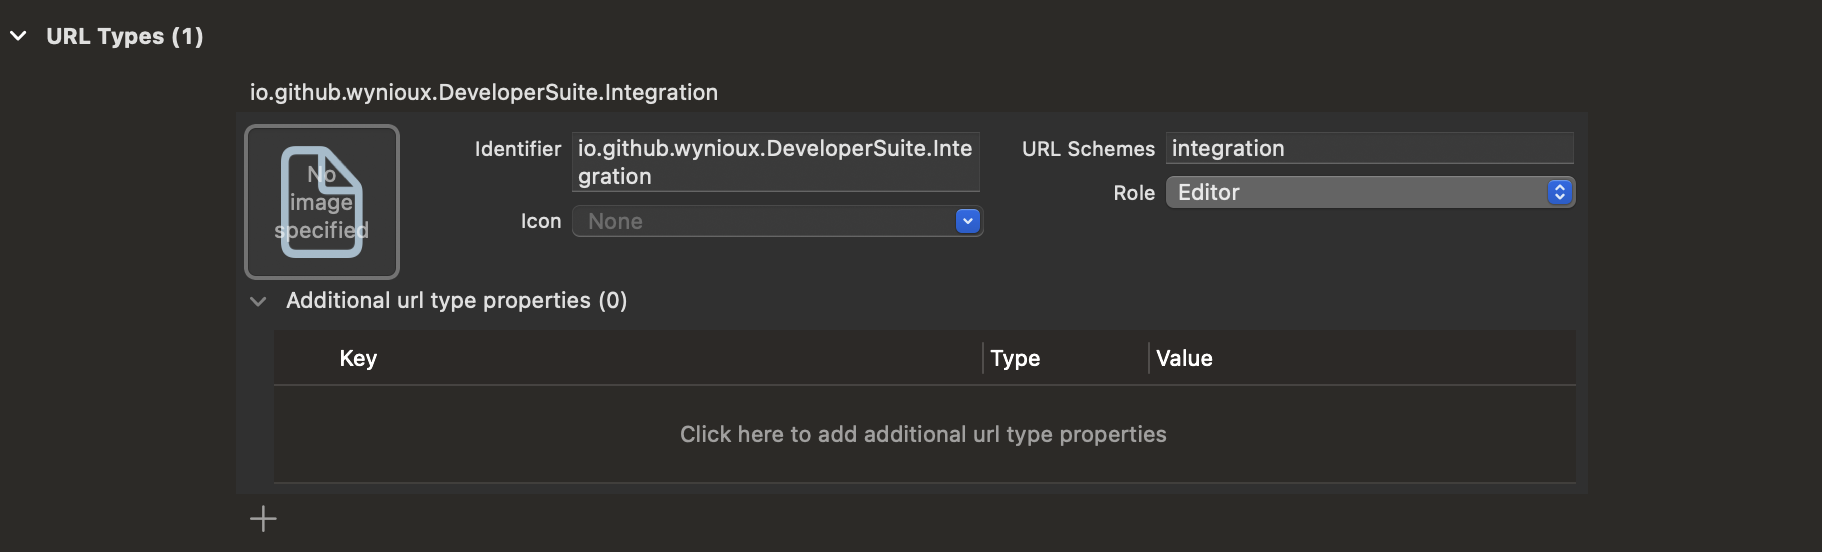 URL Types (1)
io.github.wynioux.DeveloperSuite.Integration
No
image
specified
Identifier
io.github.wynioux.DeveloperSuite.Inte
gration
Icon
None
URL Schemes
integration
Role
Editor
Additional url type properties (0)
Key
Type
Value
Click here to add additional url type properties